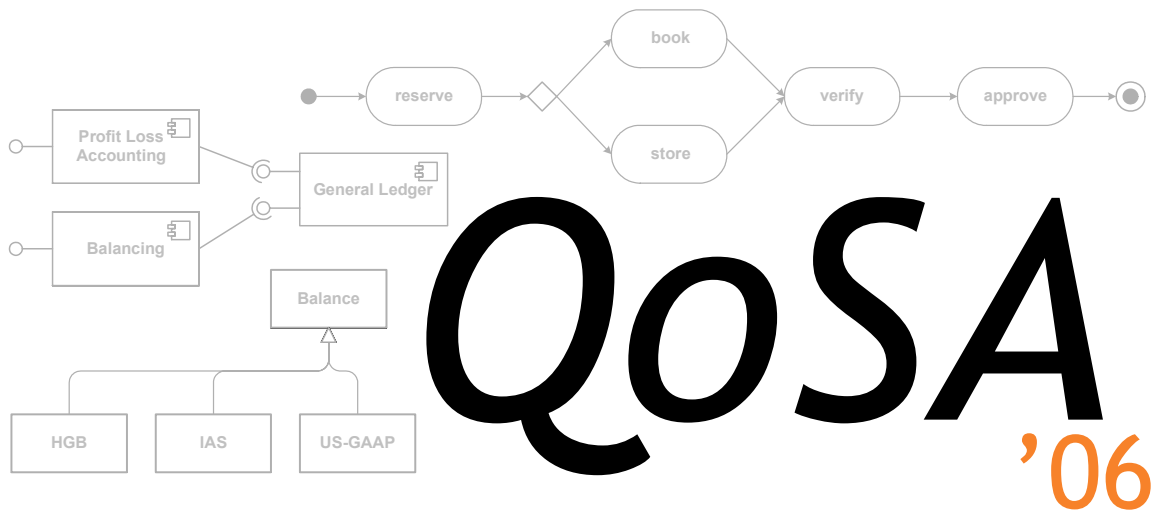 book
reserve
verify
approve
store
Profit Loss
Accounting
General Ledger
Balancing
Balance
HGB
IAS
US-GAAP
QoSA
’06